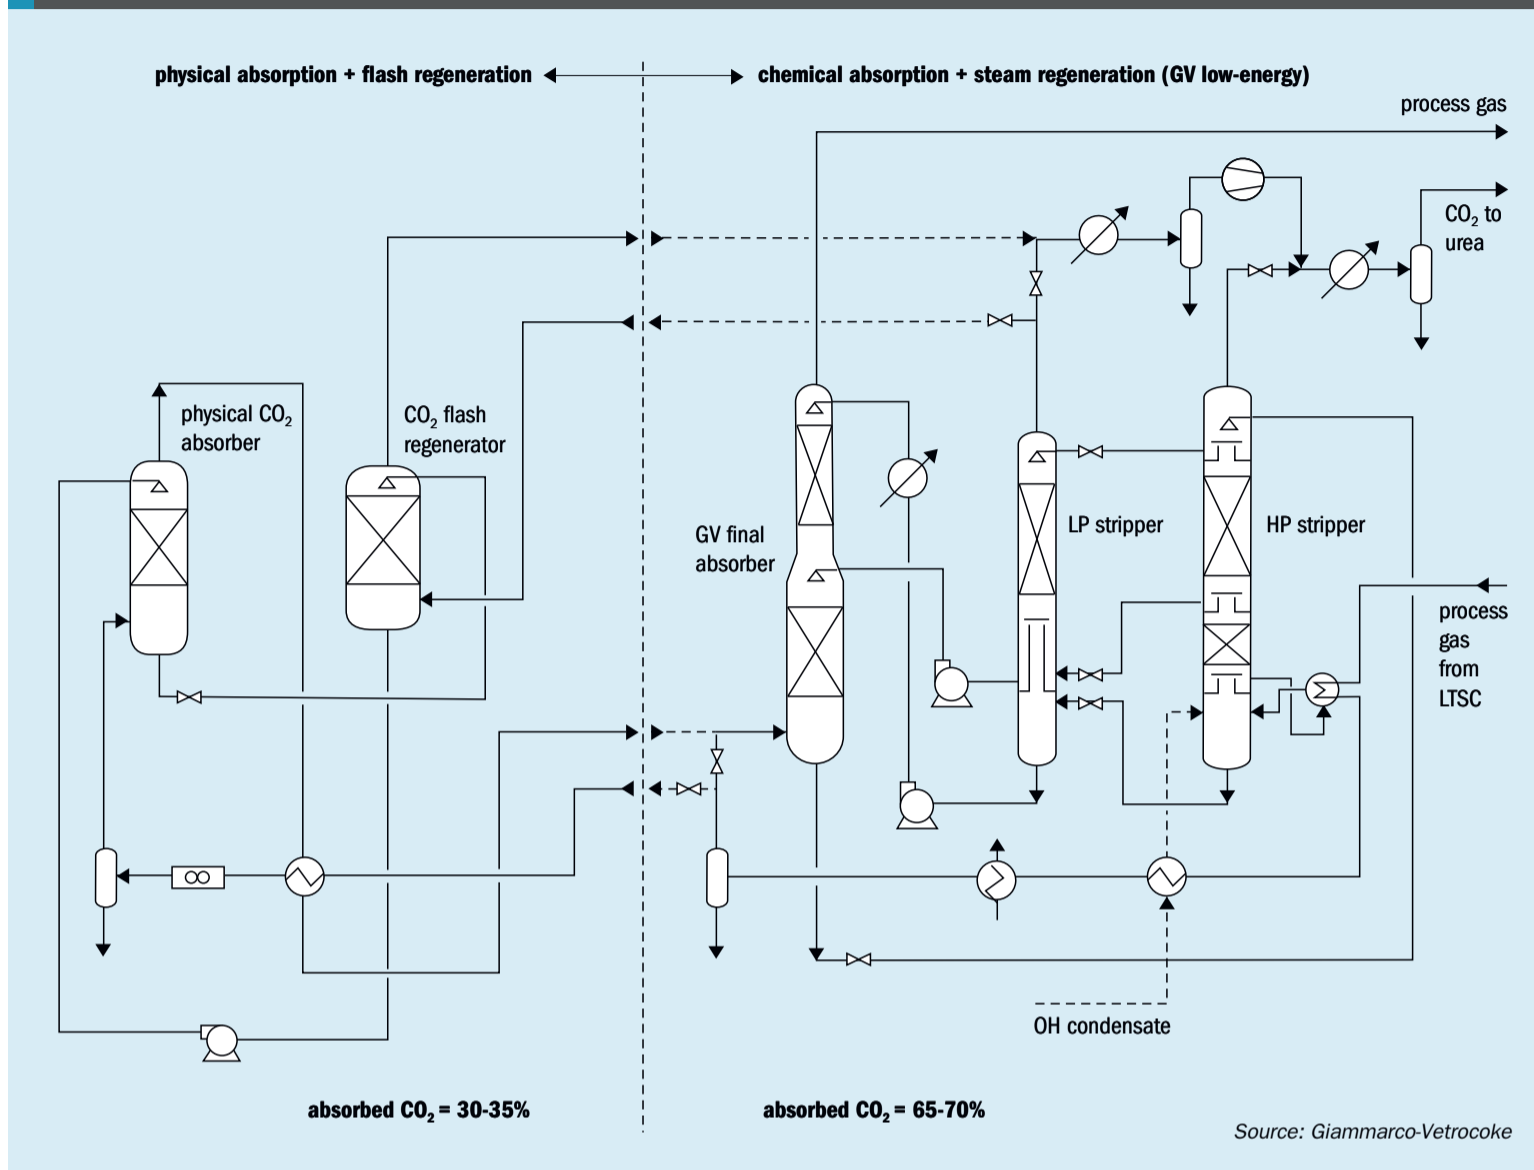 physical absorption + flash regeneration
chemical absorption + steam regeneration (GV low-energy)
process gas
CO2 to
urea
physical CO2
absorber
CO2 flash
regenerator
GV final
absorber
LP stripper
HP stripper
process
gas
from
LTSC
OH condensate
absorbed CO2 = 30-35%
absorbed CO2 = 65-70%
Source: Giammarco-Vetrocoke